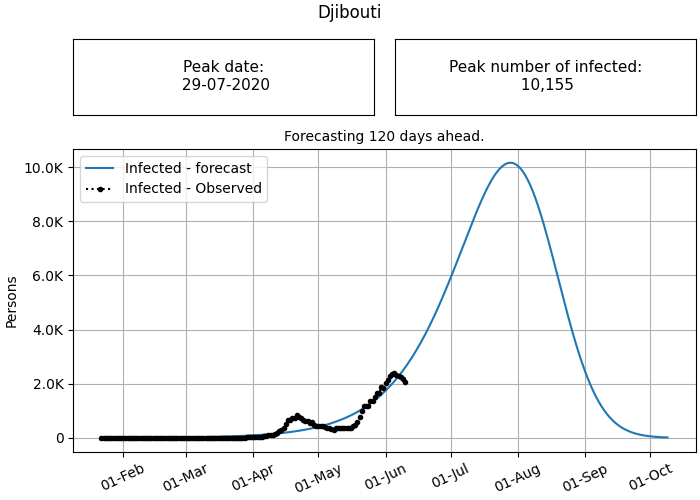 Djibouti
Peak date:
29-07-2020
Peak number of infected:
10,155
Forecasting 120 days ahead.
Infected - forecast
Infected - Observed
10.0K
8.0K
6.0K
4.0K
2.0K
0
Persons
01-Feb
01-Mar
01-Apr
01-May
01-Jun
01-Jul
01-Aug
01-Sep
01-Oct